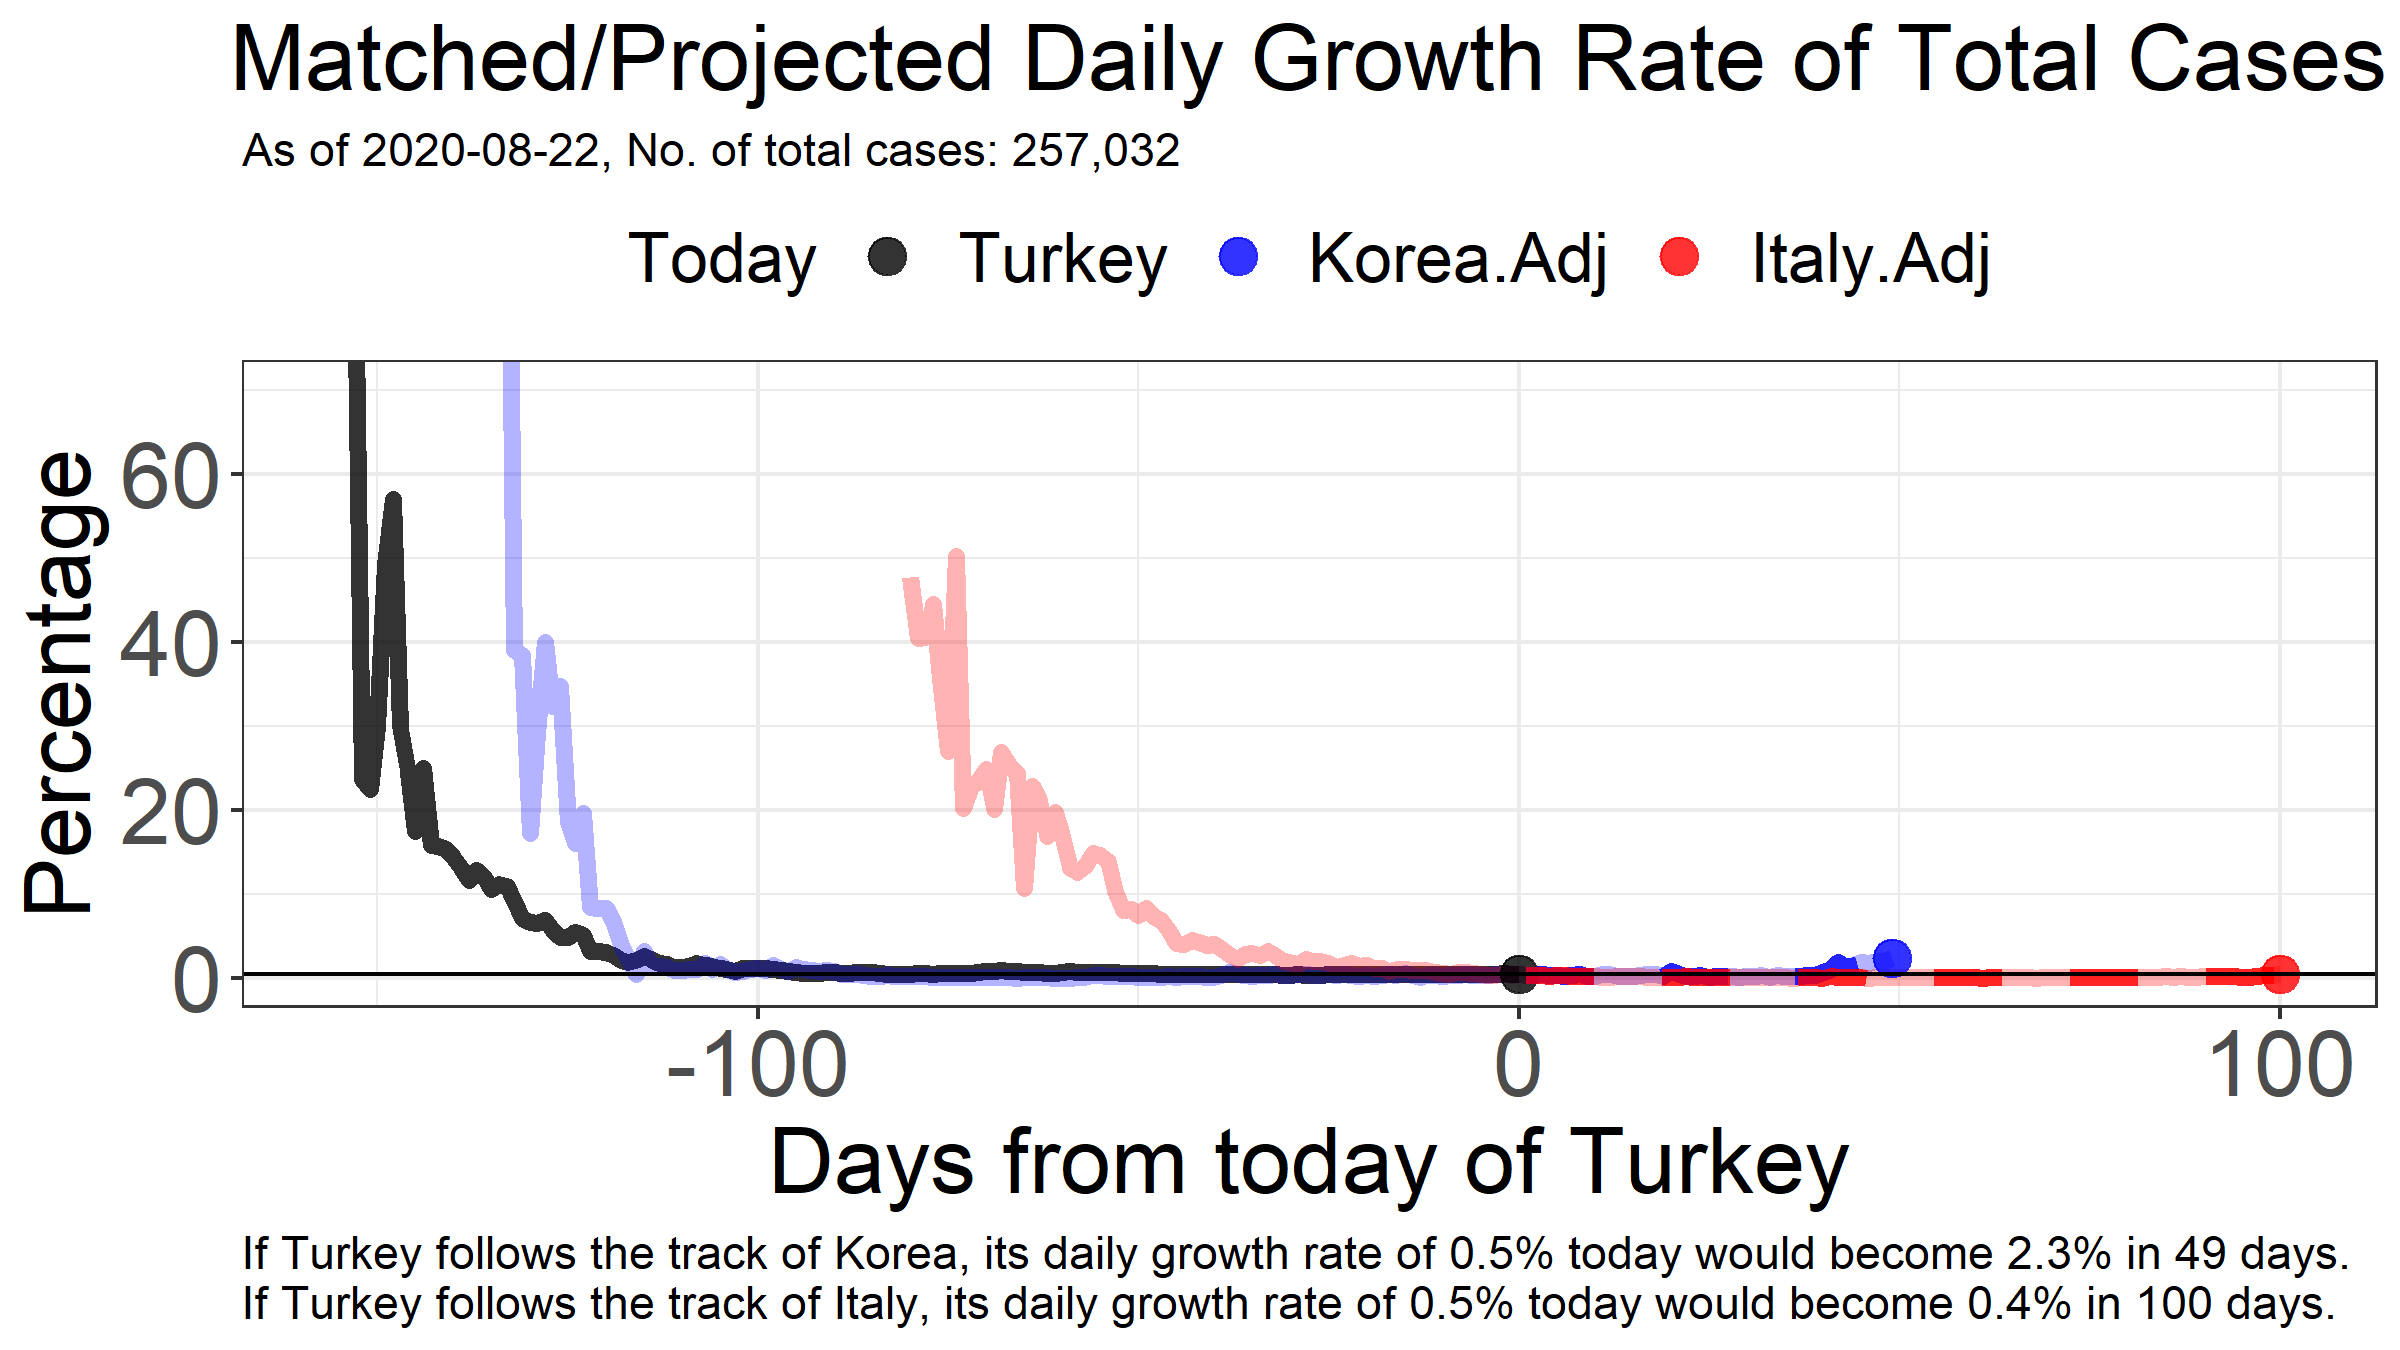 Matched/Projected Daily Growth Rate of Total Cases
As of 2020-08-22, No. of total cases: 257,032
Today Turkey Korea.Adj Italy.Adj
Percentage
60
40
20
0
-100 0 100
Days from today of Turkey
If Turkey follows the track of Korea, its daily growth rate of 0.5% today would become 2.3% in 49 days.
If Turkey follows the track of Italy, its daily growth rate of 0.5% today would become 0.4% in 100 days.